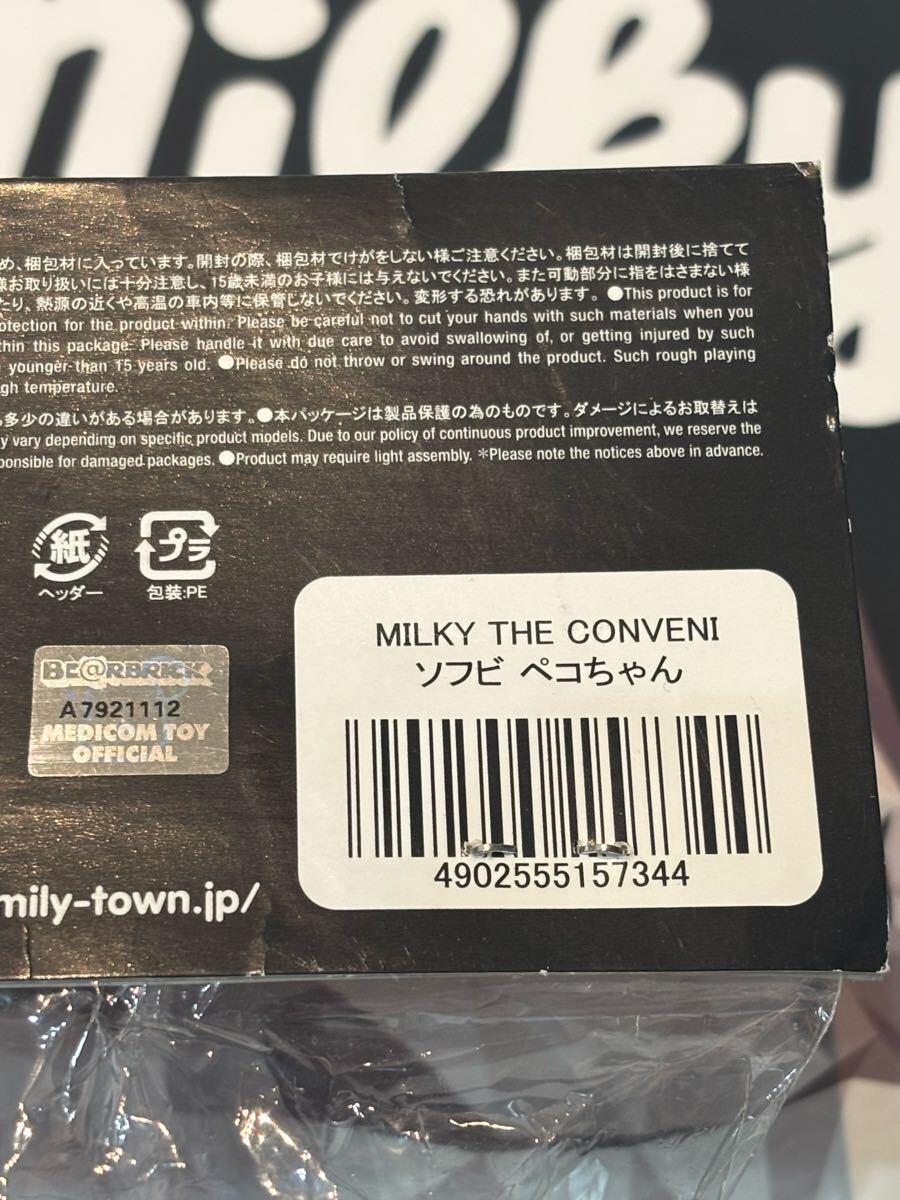 milBy
め、梱包材に入っています。開封の際、梱包材でけがをしない様ご注意ください。梱包材は開封後に捨てて
様お取り扱いには十分注意し、15歳未満のお子様には与えないでください。また可動部分に指をはさまない様
たり、熱源の近くや高温の車内等に保管しないでください。変形する恐れがあります。●This product is for
otection for the product within. Please be careful not to cut your hands with such materials when you
thin this package. Please handle it with due care to avoid swallowing of, or getting injured by such
younger than 15 years old. ●Please do not throw or swing around the product. Such rough playing
gh temperature.
多少の違いがある場合があります。●本パッケージは製品保護の為のものです。ダメージによるお取替えは
y vary depending on specific product models. Due to our policy of continuous product improvement, we reserve the
ponsible for damaged packages. ●Product may require light assembly. *Please note the notices above in advance.
紙
ヘッダー
プラ
包装:PE
BE@RBRICK
A7921112
MEDICOM TOY
OFFICIAL
MILKY THE CONVENI
ソフビ ペコちゃん
4902555157344
mily-town.jp/